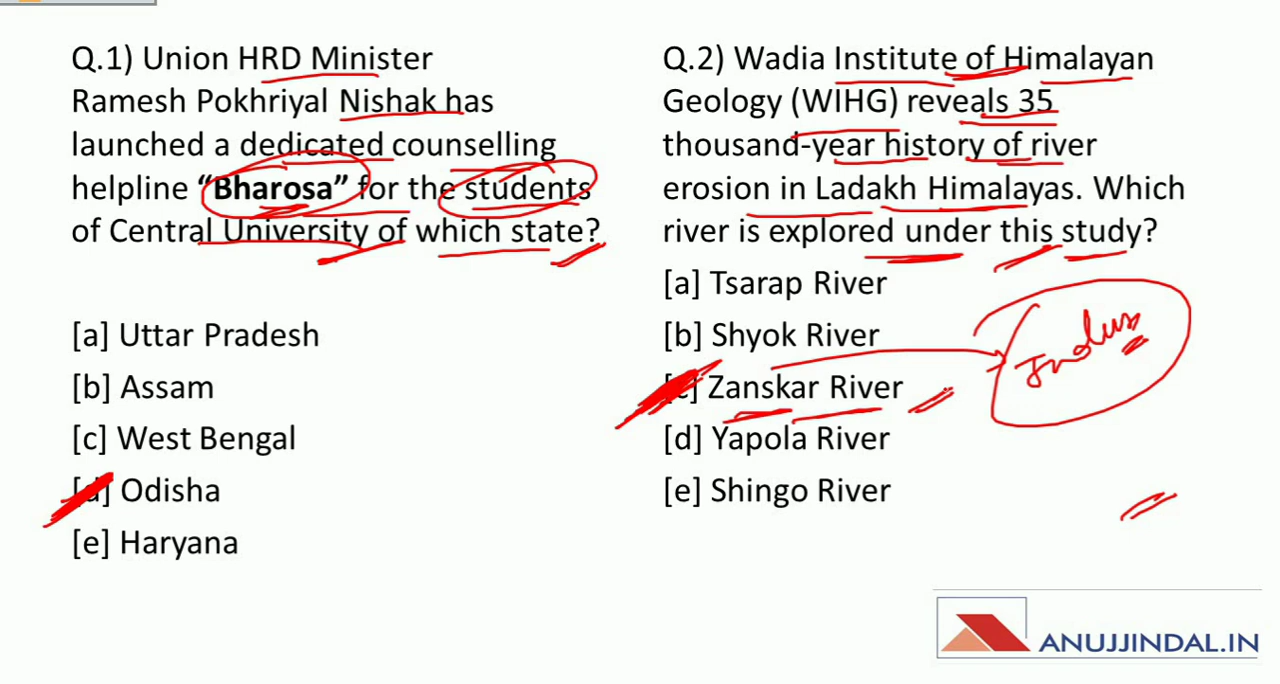 Q.1) Union HRD Minister
Ramesh Pokhriyal Nishak has
launched a dedicated counselling
helpline “Bharosa” for the students
of Central University of which state?
[a] Uttar Pradesh
[b] Assam
[c] West Bengal
[d] Odisha
[e] Haryana
Q.2) Wadia Institute of Himalayan
Geology (WIHG) reveals 35
thousand-year history of river
erosion in Ladakh Himalayas. Which
river is explored under this study?
[a] Tsarap River
[b] Shyok River
[c] Zanskar River
[d] Yapola River
[e] Shingo River
Indus
ANUJJINDAL.IN